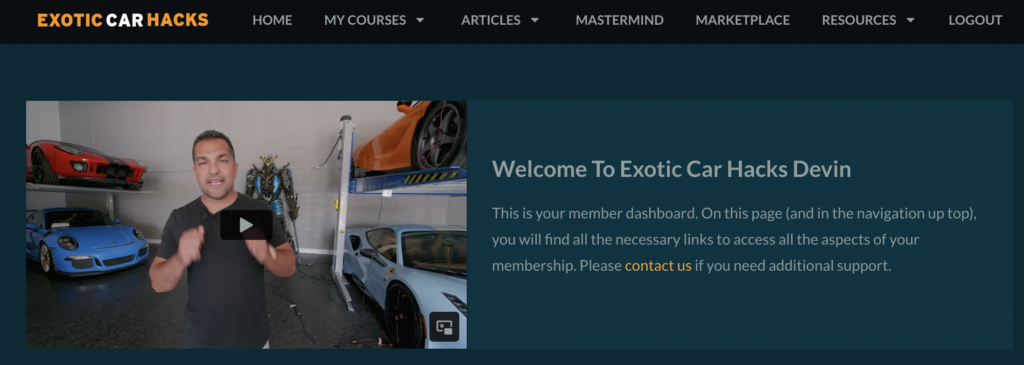 EXOTIC CAR HACKS HOME MY COURSES ARTICLES MASTERMIND MARKETPLACE RESOURCES LOGOUT
Welcome To Exotic Car Hacks Devin
This is your member dashboard. On this page (and in the navigation up top),
you will find all the necessary links to access all the aspects of your
membership. Please contact us if you need additional support.